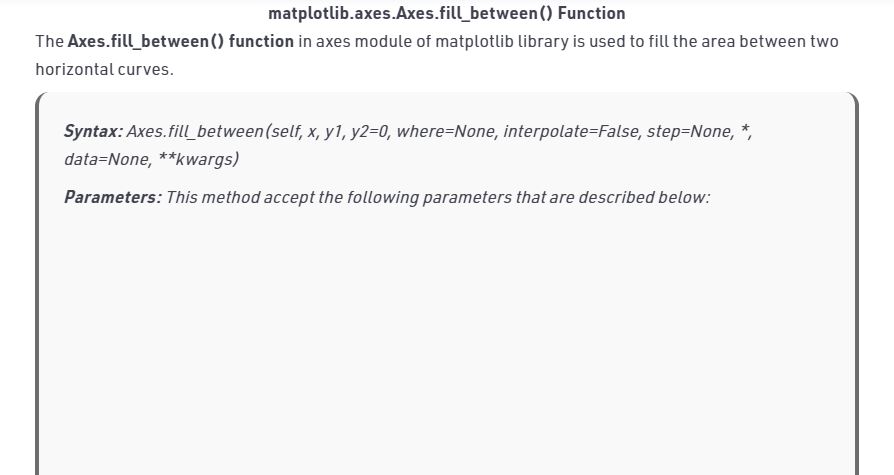 matplotlib.axes.Axes.fill_between() Function
The Axes.fill_between() function in axes module of matplotlib library is used to fill the area between two
horizontal curves.
Syntax: Axes.fill_between(self, x, y1, y2=0, where=None, interpolate=False, step=None, *,
data=None, **kwargs)
Parameters: This method accept the following parameters that are described below: